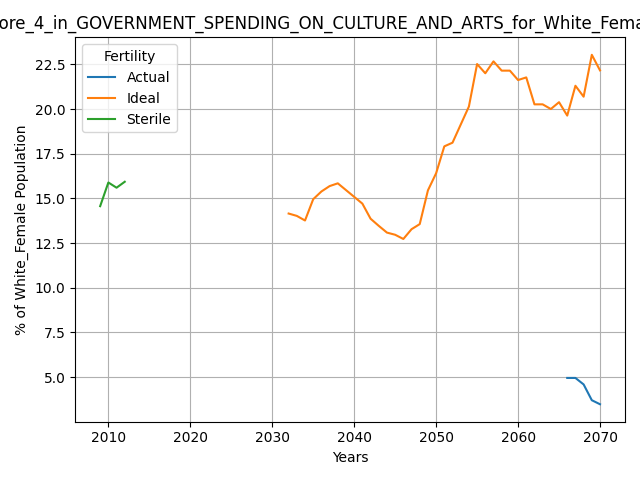 ore_4_in_GOVERNMENT_SPENDING_ON_CULTURE_AND_ARTS_for_White_Fema
Fertility
Actual
Ideal
Sterile
% of White_Female Population
22.5
20.0
17.5
15.0
12.5
10.0
7.5
5.0
2010 2020 2030 2040 2050 2060 2070
Years